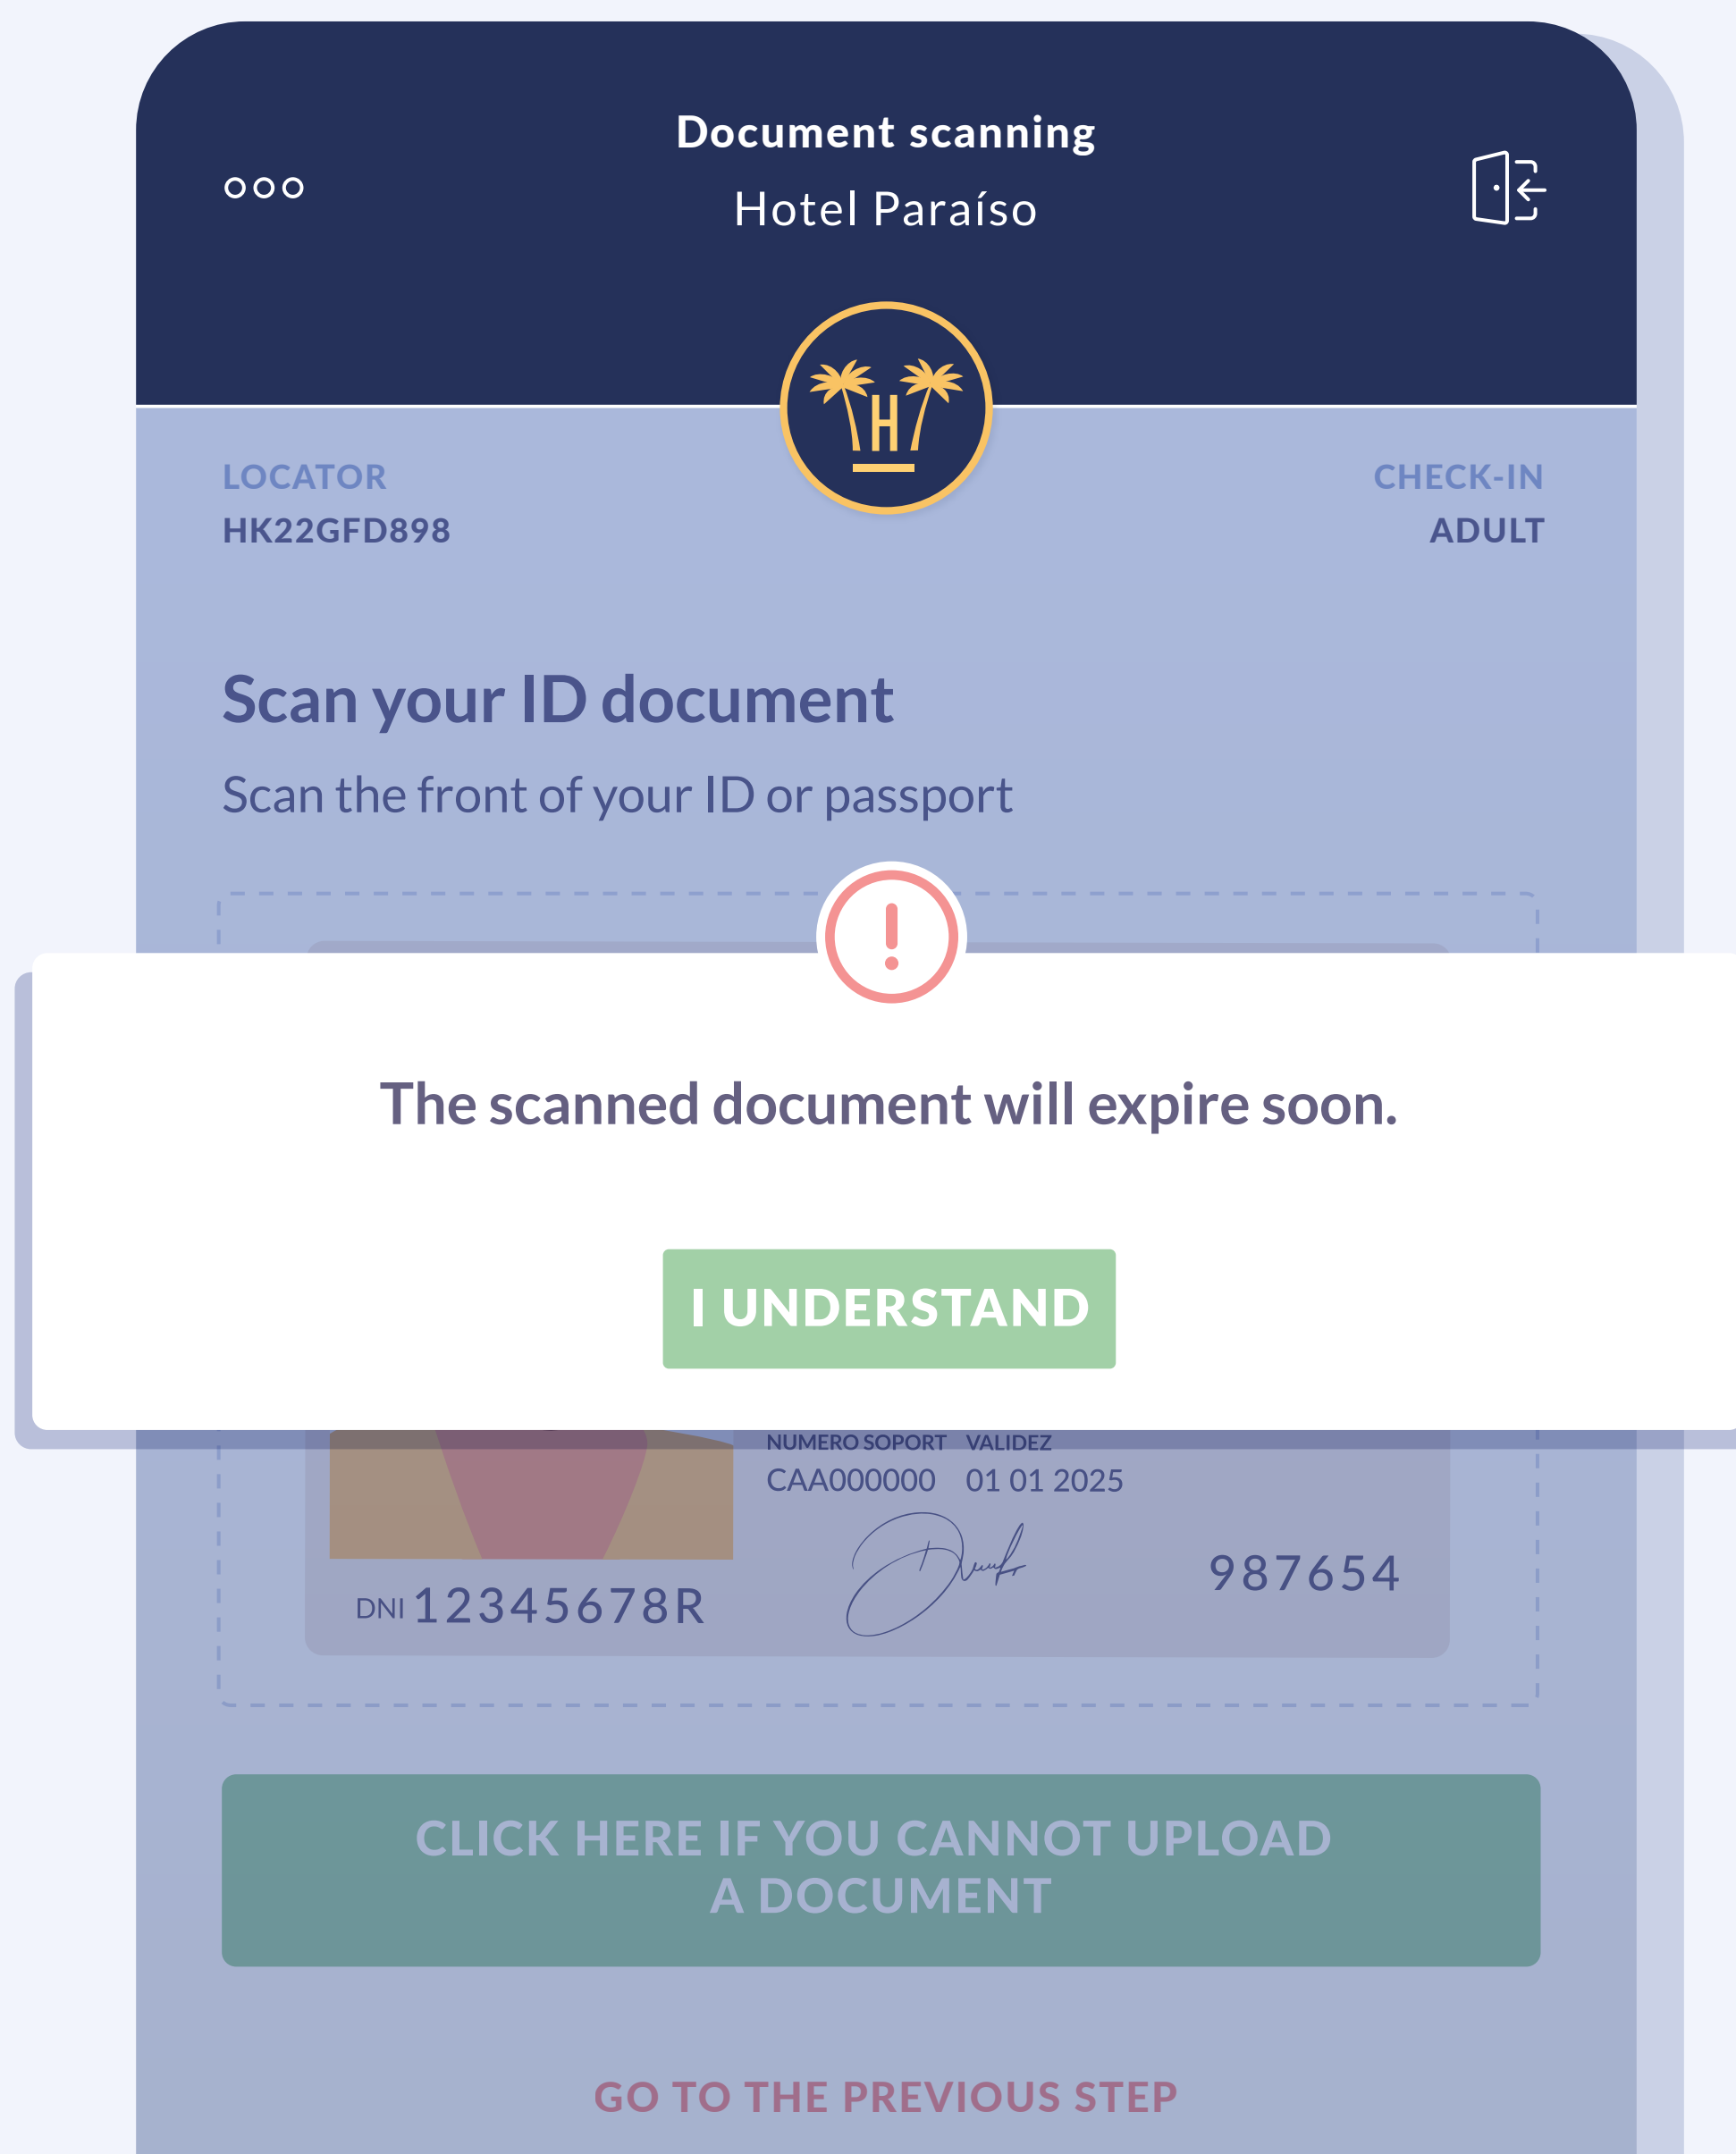 Document scanning
Hotel Paraíso
H
LOCATOR
CHECK-IN
HK22GFD898
ADULT
Scan your ID document
Scan the front of your ID or passport
The scanned document will expire soon.
I UNDERSTAND
NUMERO SOPORT VALIDEZ
CAA000000 01 01 2025
987654
DNI 12345678R
CLICK HERE IF YOU CANNOT UPLOAD
A DOCUMENT
GO TO THE PREVIOUS STEP